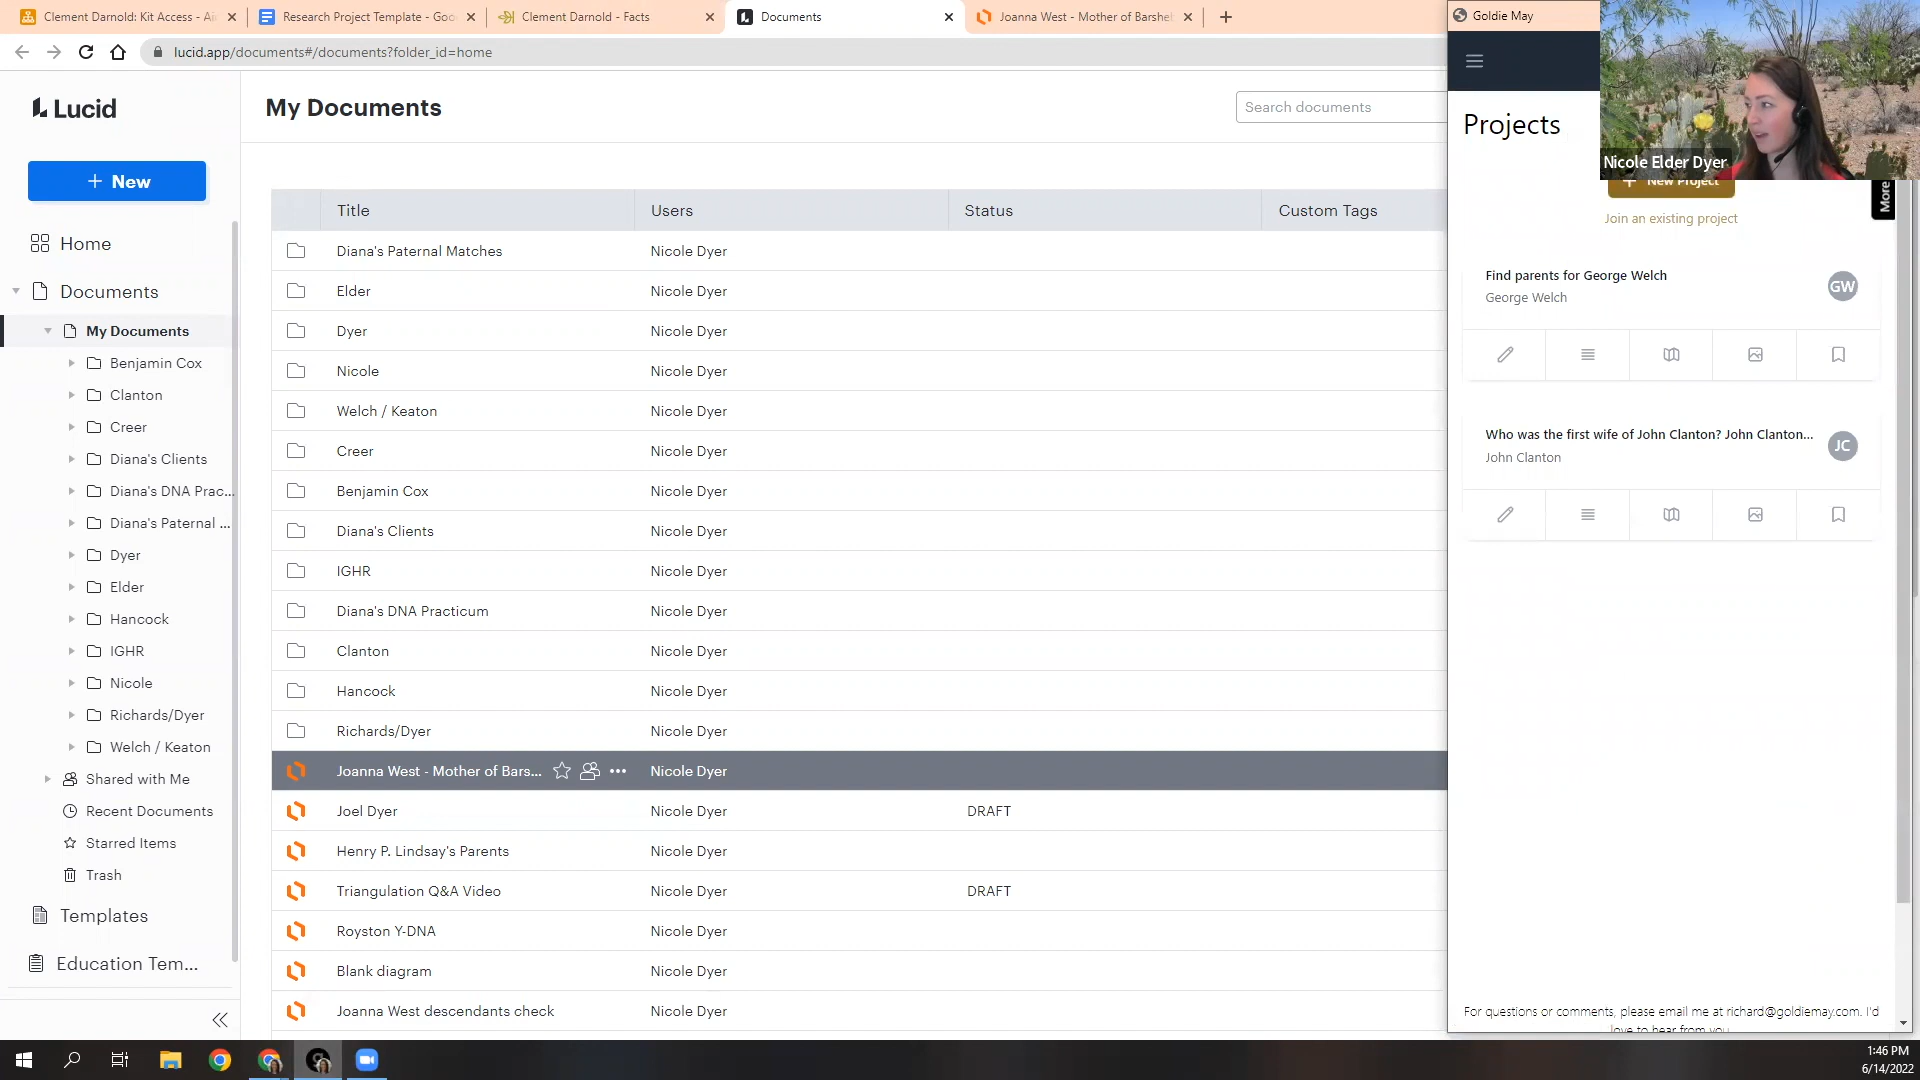 Clement Darnold: Kit Access - Ai
Research Project Template - Goo
Clement Darnold - Facts
Documents
Joanna West - Mother of Barshe
Goldie May
lucid.app/documents#/documents?folder_id=home
Lucid
My Documents
Search documents
Projects
Nicole Elder Dyer
+ New
+ New Project
More
Join an existing project
Title Users Status Custom Tags
Home
Documents
My Documents
Benjamin Cox
Clanton
Creer
Diana's Clients
Diana's DNA Prac...
Diana's Paternal ...
Dyer
Elder
Hancock
IGHR
Nicole
Richards/Dyer
Welch / Keaton
Shared with Me
Recent Documents
Starred Items
Trash
Templates
Education Tem...
Diana's Paternal Matches Nicole Dyer
Elder Nicole Dyer
Dyer Nicole Dyer
Nicole Nicole Dyer
Welch / Keaton Nicole Dyer
Creer Nicole Dyer
Benjamin Cox Nicole Dyer
Diana's Clients Nicole Dyer
IGHR Nicole Dyer
Diana's DNA Practicum Nicole Dyer
Clanton Nicole Dyer
Hancock Nicole Dyer
Richards/Dyer Nicole Dyer
Joanna West - Mother of Bars... Nicole Dyer
Joel Dyer Nicole Dyer DRAFT
Henry P. Lindsay's Parents Nicole Dyer
Triangulation Q&A Video Nicole Dyer DRAFT
Royston Y-DNA Nicole Dyer
Blank diagram Nicole Dyer
Joanna West descendants check Nicole Dyer
Find parents for George Welch
George Welch
GW
Who was the first wife of John Clanton? John Clanton...
John Clanton
JC
For questions or comments, please email me at richard@goldiemay.com. I'd
love to hear from you
1:46 PM
6/14/2022